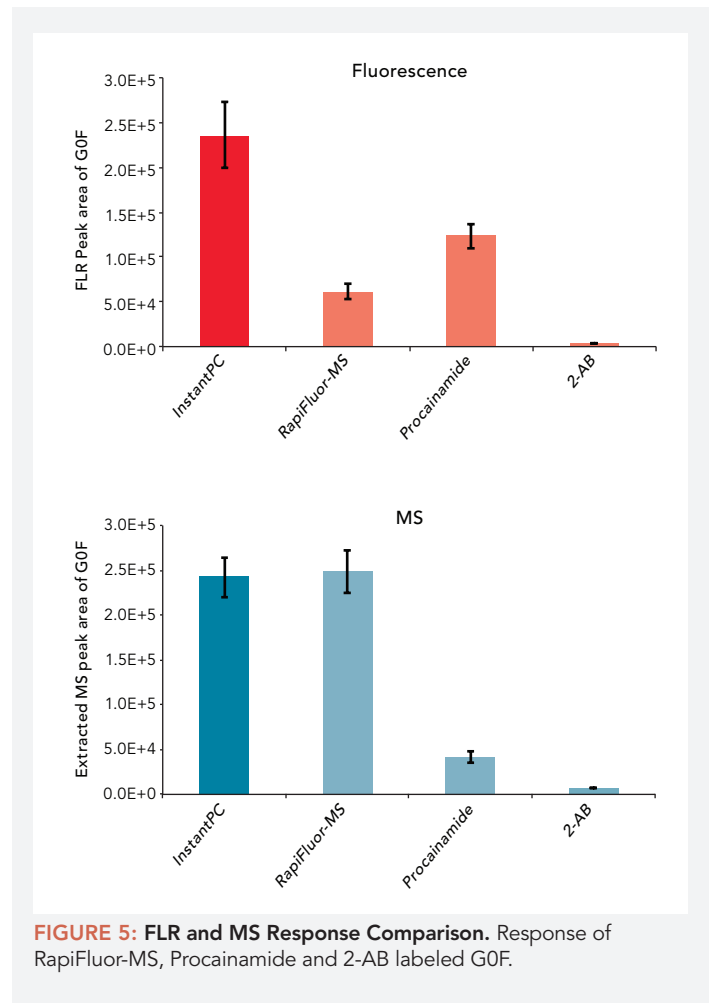 Fluorescence
FLR Peak area of G0F
3.0E+5
2.5E+5
2.0E+5
1.5E+5
1.0E+5
5.0E+4
0.0E+0
InstantPC
RapiFluor-MS
Procainamide
2-AB
MS
Extracted MS peak area of G0F
3.0E+5
2.5E+5
2.0E+5
1.5E+5
1.0E+5
5.0E+4
0.0E+0
InstantPC
RapiFluor-MS
Procainamide
2-AB
FIGURE 5: FLR and MS Response Comparison. Response of
RapiFluor-MS, Procainamide and 2-AB labeled G0F.